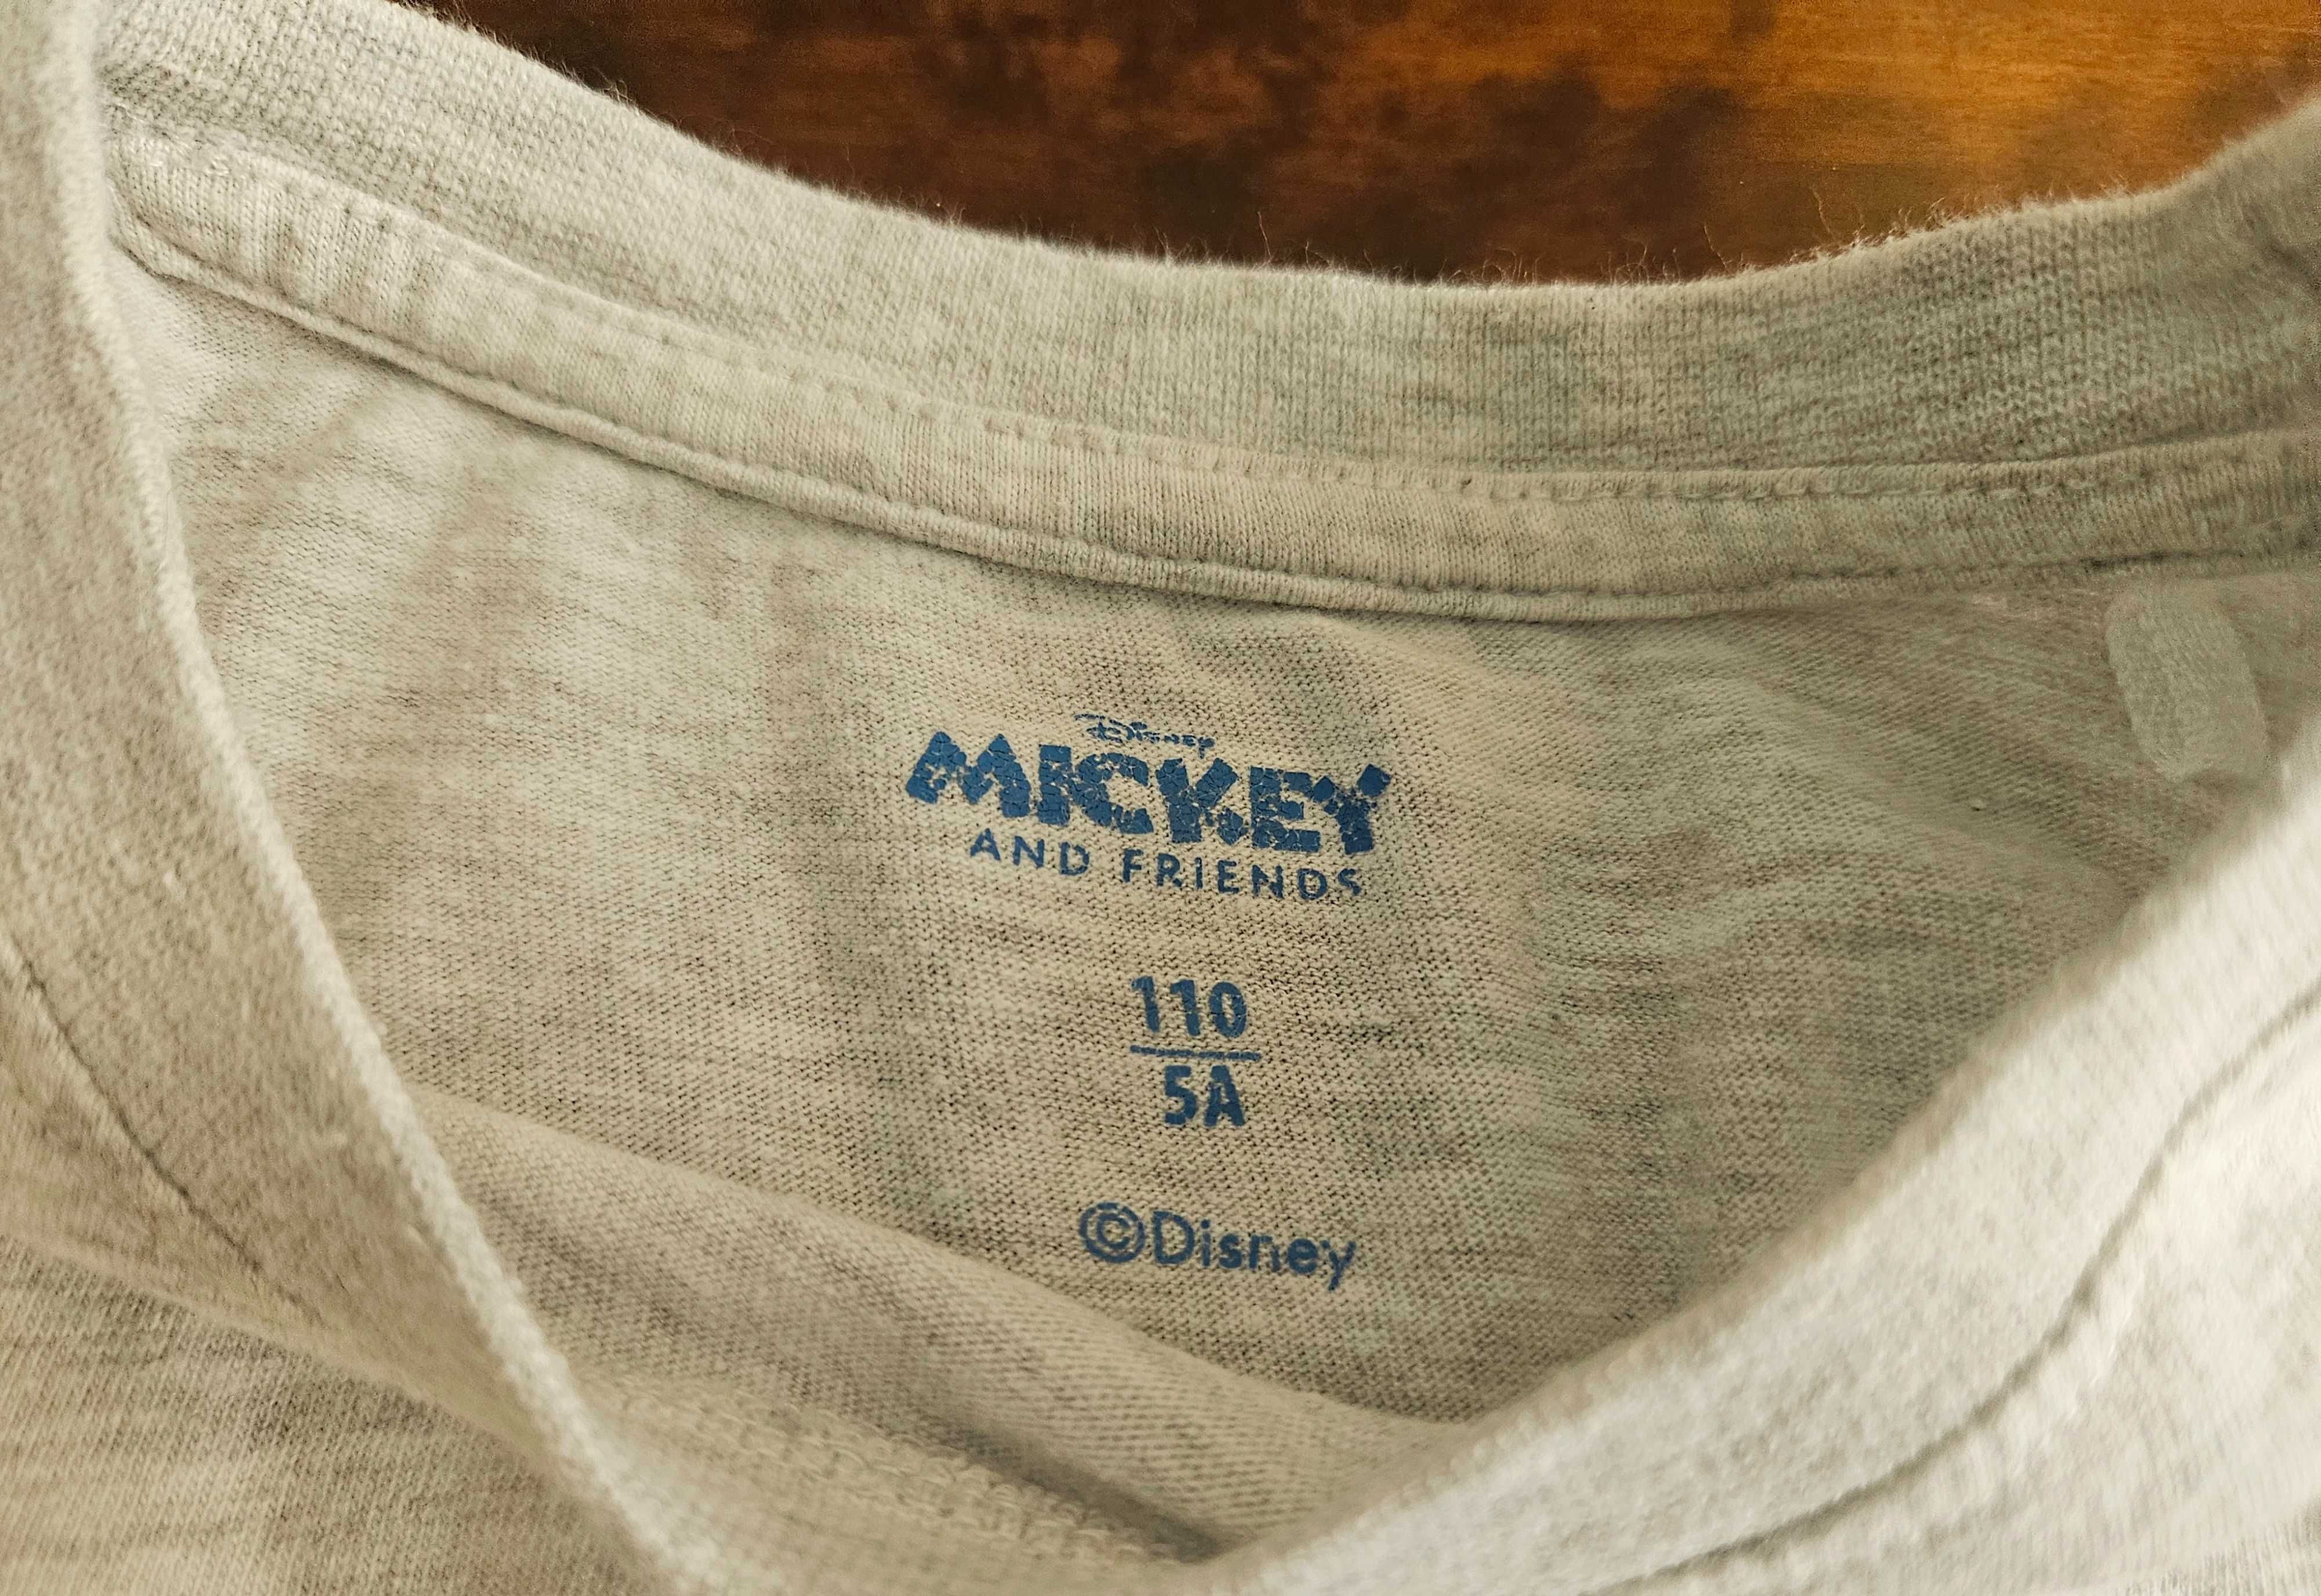 Disney
MICKEY
AND FRIENDS
110
5A
©Disney